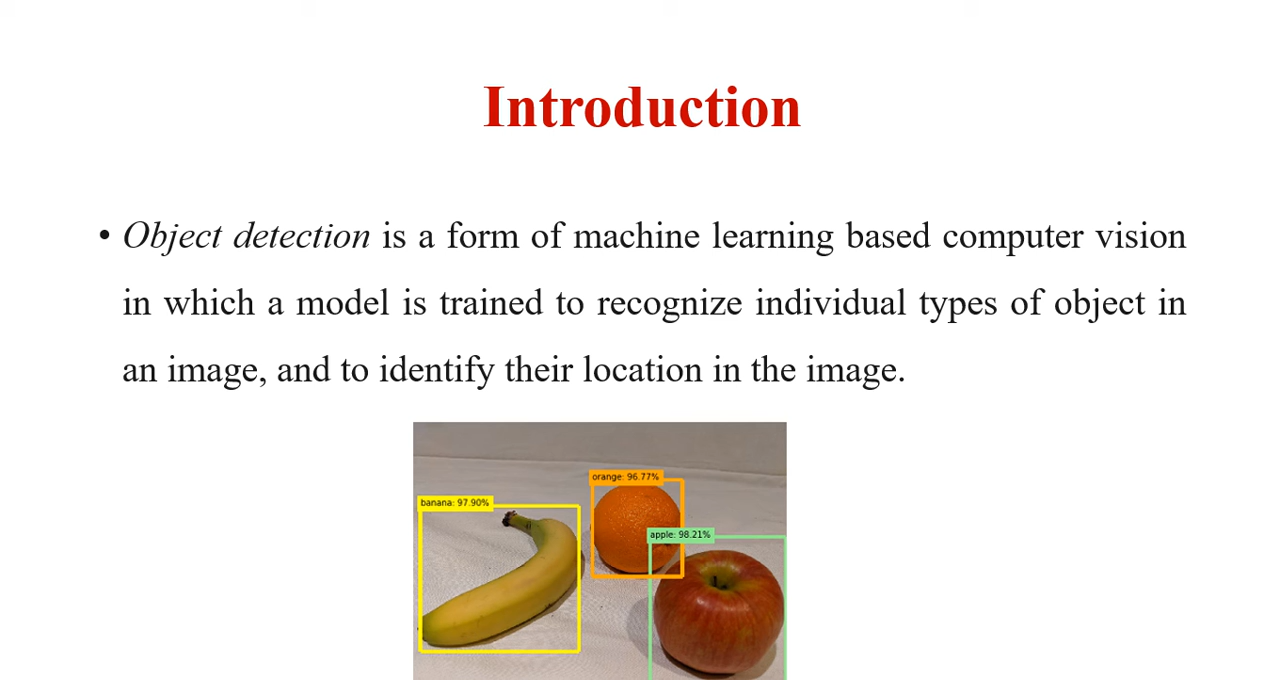 Introduction
• Object detection is a form of machine learning based computer vision
in which a model is trained to recognize individual types of object in
an image, and to identify their location in the image.
orange: 96.77%
banana: 97.90%
apple: 98.21%